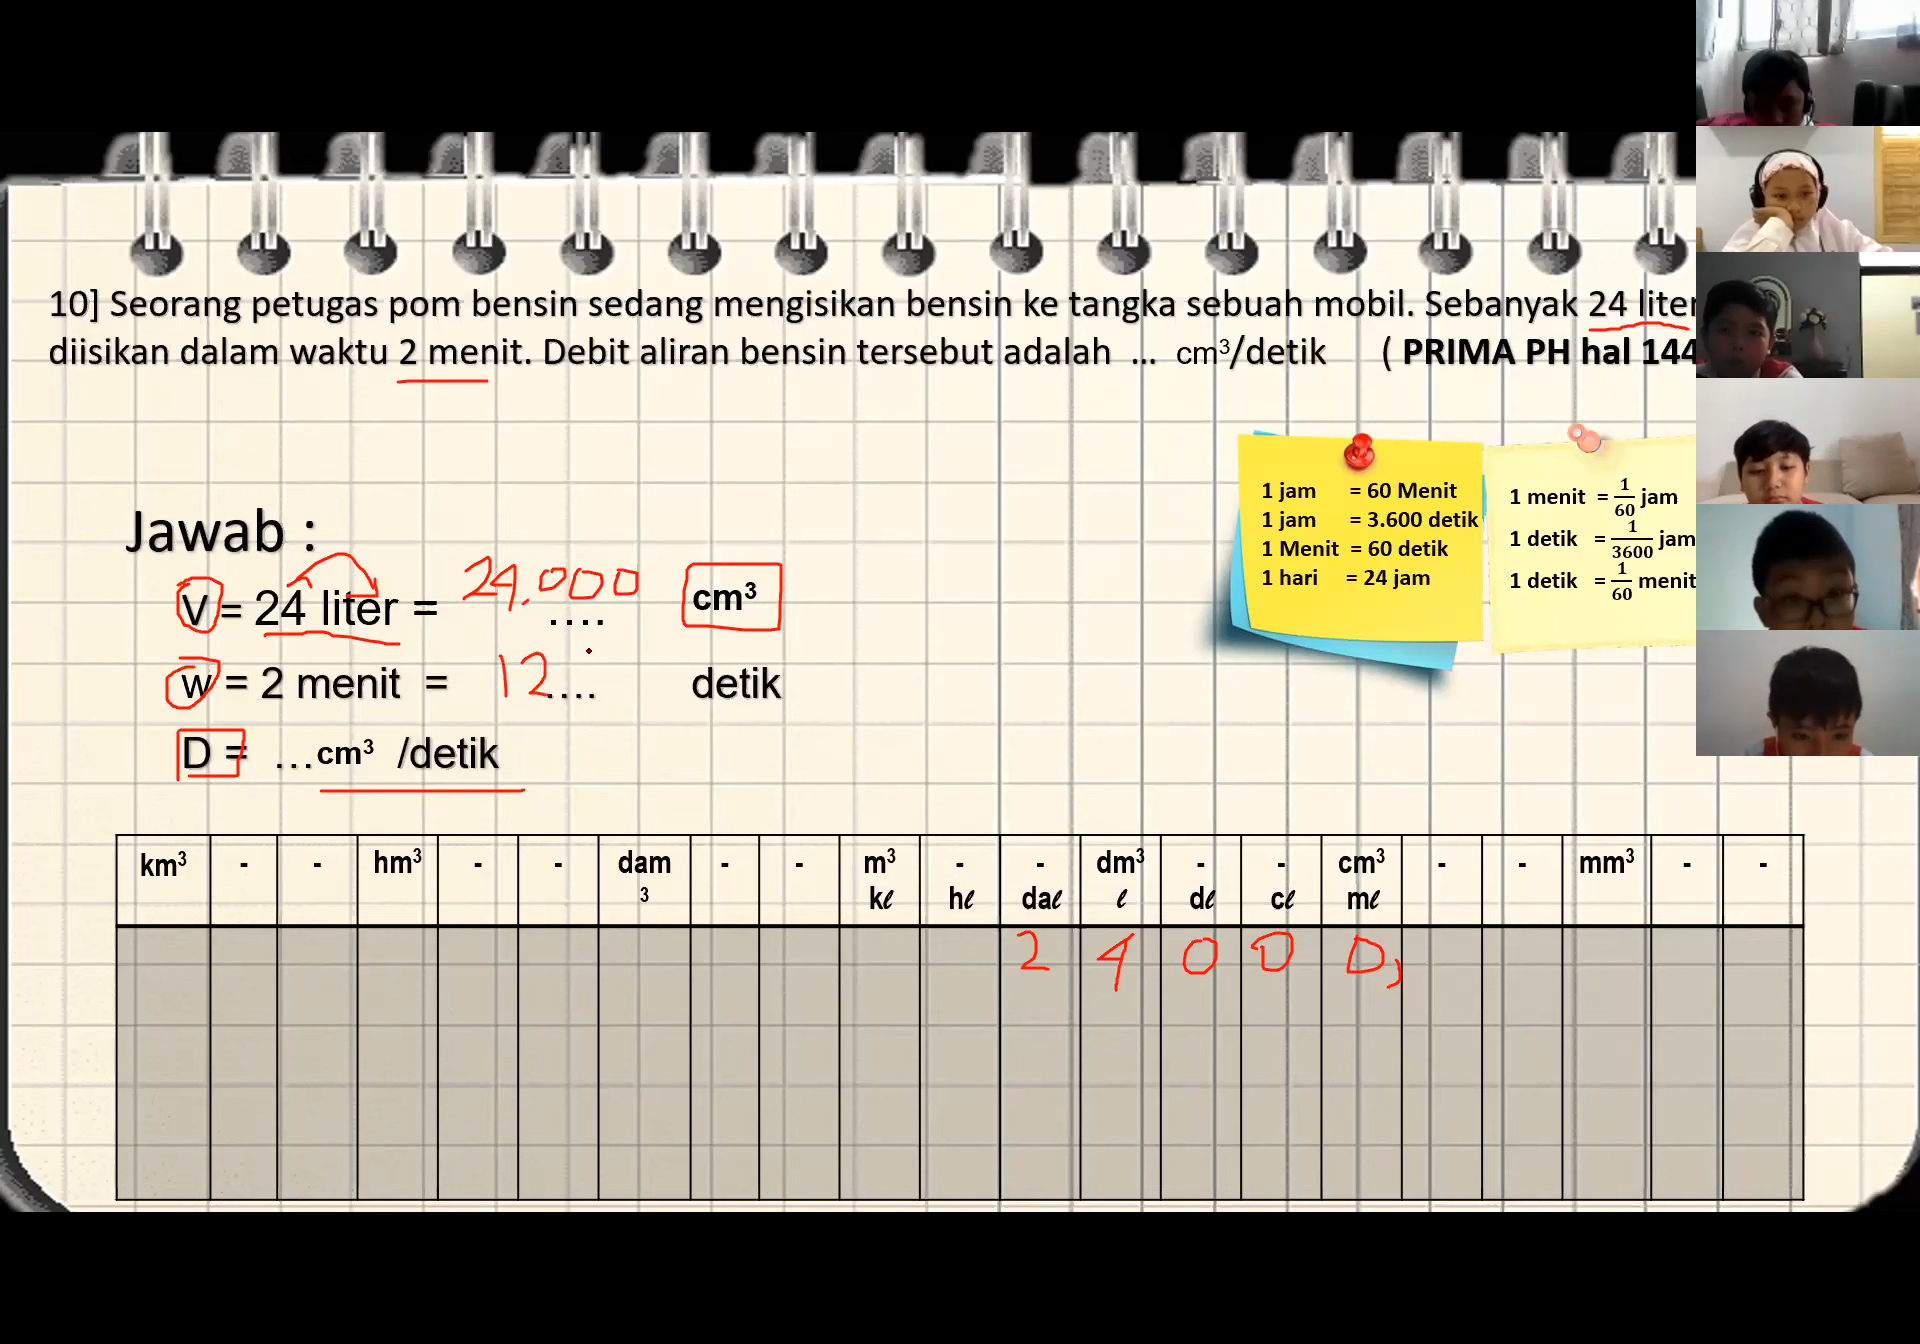 10] Seorang petugas pom bensin sedang mengisikan bensin ke tangka sebuah mobil. Sebanyak 24 liter
diisikan dalam waktu 2 menit. Debit aliran bensin tersebut adalah ... cm³/detik ( PRIMA PH hal 144
1 jam = 60 Menit
1 jam = 3.600 detik
1 Menit = 60 detik
1 hari = 24 jam
1 menit = 1/60 jam
1 detik = 1/3600 jam
1 detik = 1/60 menit
Jawab :
V = 24 liter = 24.000 .... cm³
w = 2 menit = 12 .... detik
D = ...cm³ /detik
km³ - - hm³ - - dam³ - - m³ - - dm³ - - cm³ - - mm³ - -
kℓ hℓ daℓ ℓ dℓ cℓ mℓ
2 4 0 0 0,